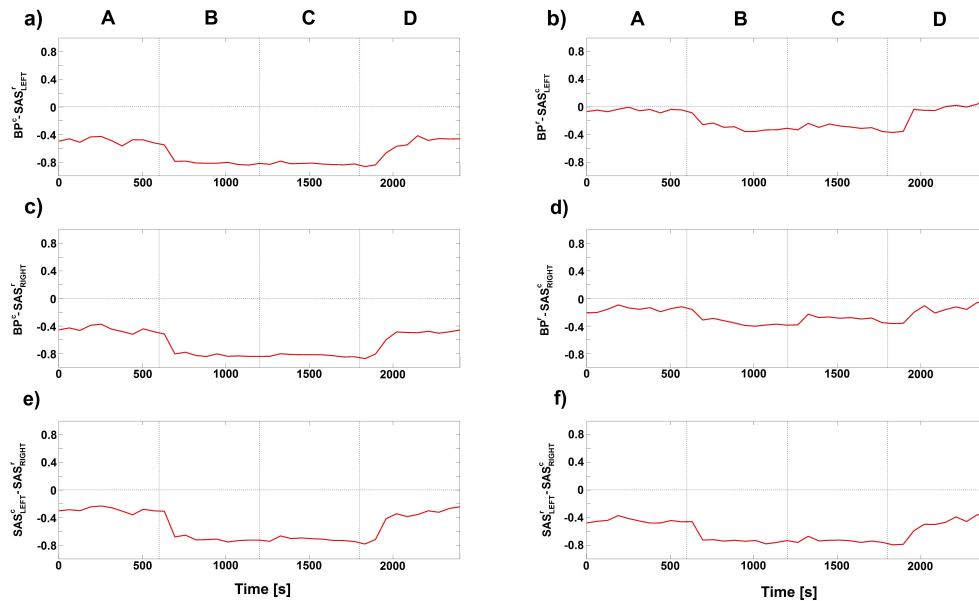 a) A B C D
b) A B C D
BP^c-SAS^r_LEFT
0.8
0.4
0
-0.4
-0.8
0 500 1000 1500 2000
BP^r-SAS^c_LEFT
0.8
0.4
0
-0.4
-0.8
0 500 1000 1500 2000
c)
BP^c-SAS^r_RIGHT
0.8
0.4
0
-0.4
-0.8
0 500 1000 1500 2000
d)
BP^r-SAS^c_RIGHT
0.8
0.4
0
-0.4
-0.8
0 500 1000 1500 2000
e)
SAS^c_LEFT-SAS^r_RIGHT
0.8
0.4
0
-0.4
-0.8
0 500 1000 1500 2000
Time [s]
f)
SAS^r_LEFT-SAS^c_RIGHT
0.8
0.4
0
-0.4
-0.8
0 500 1000 1500 2000
Time [s]